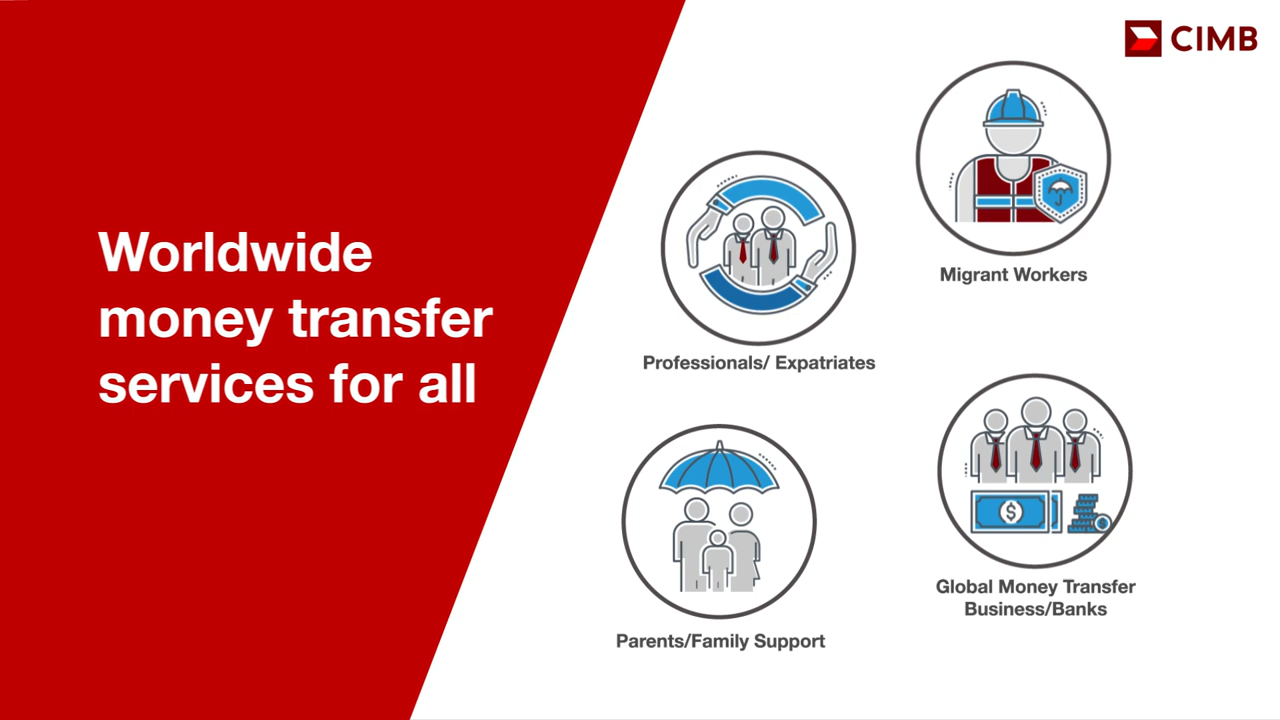 CIMB
Worldwide
money transfer
services for all
Migrant Workers
Professionals/ Expatriates
$
Global Money Transfer
Business/Banks
Parents/Family Support